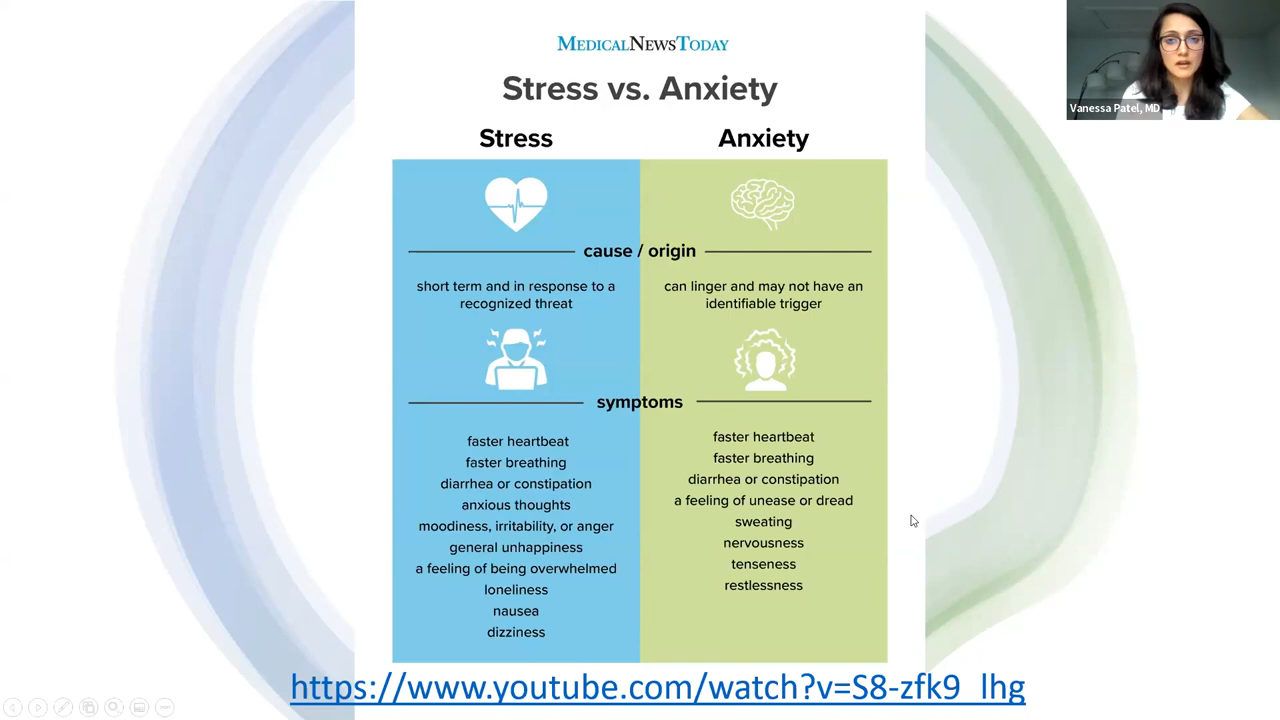 MEDICALNEWSTODAY
Stress vs. Anxiety
Stress
Anxiety
cause / origin
short term and in response to a
recognized threat
can linger and may not have an
identifiable trigger
symptoms
faster heartbeat
faster breathing
diarrhea or constipation
anxious thoughts
moodiness, irritability, or anger
general unhappiness
a feeling of being overwhelmed
loneliness
nausea
dizziness
faster heartbeat
faster breathing
diarrhea or constipation
a feeling of unease or dread
sweating
nervousness
tenseness
restlessness
https://www.youtube.com/watch?v=S8-zfk9_lhg
Vanessa Patel, MD